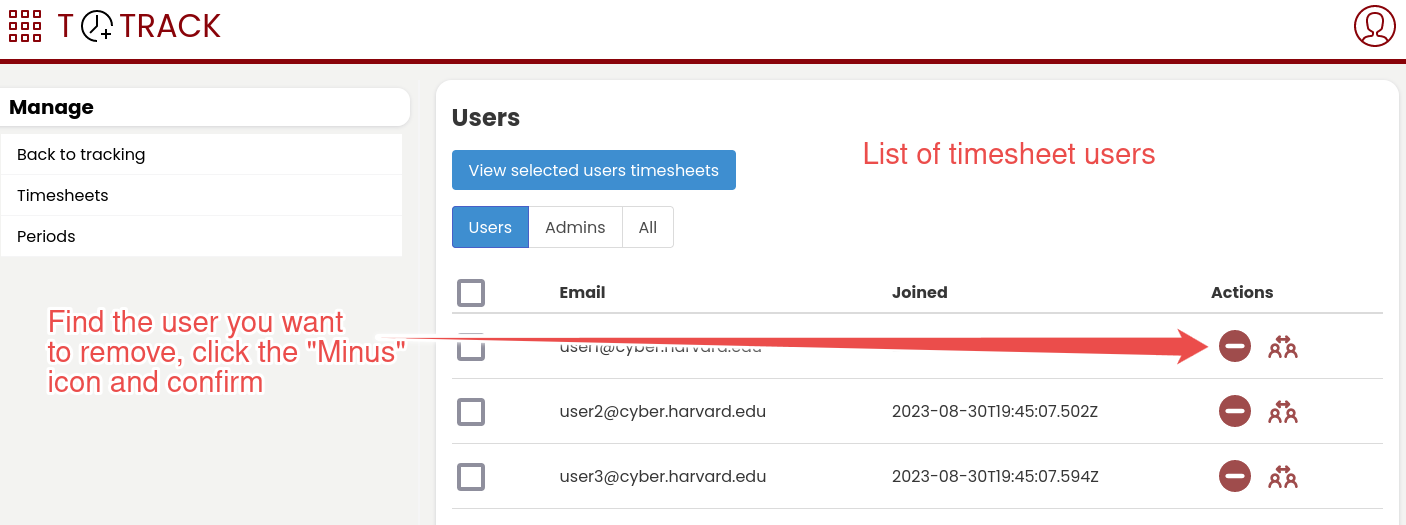 T TRACK
Manage
Back to tracking
Timesheets
Periods
Find the user you want
to remove, click the "Minus"
icon and confirm
Users
List of timesheet users
View selected users timesheets
Users Admins All
Email Joined Actions
user1@cyber.harvard.edu
user2@cyber.harvard.edu 2023-08-30T19:45:07.502Z
user3@cyber.harvard.edu 2023-08-30T19:45:07.594Z